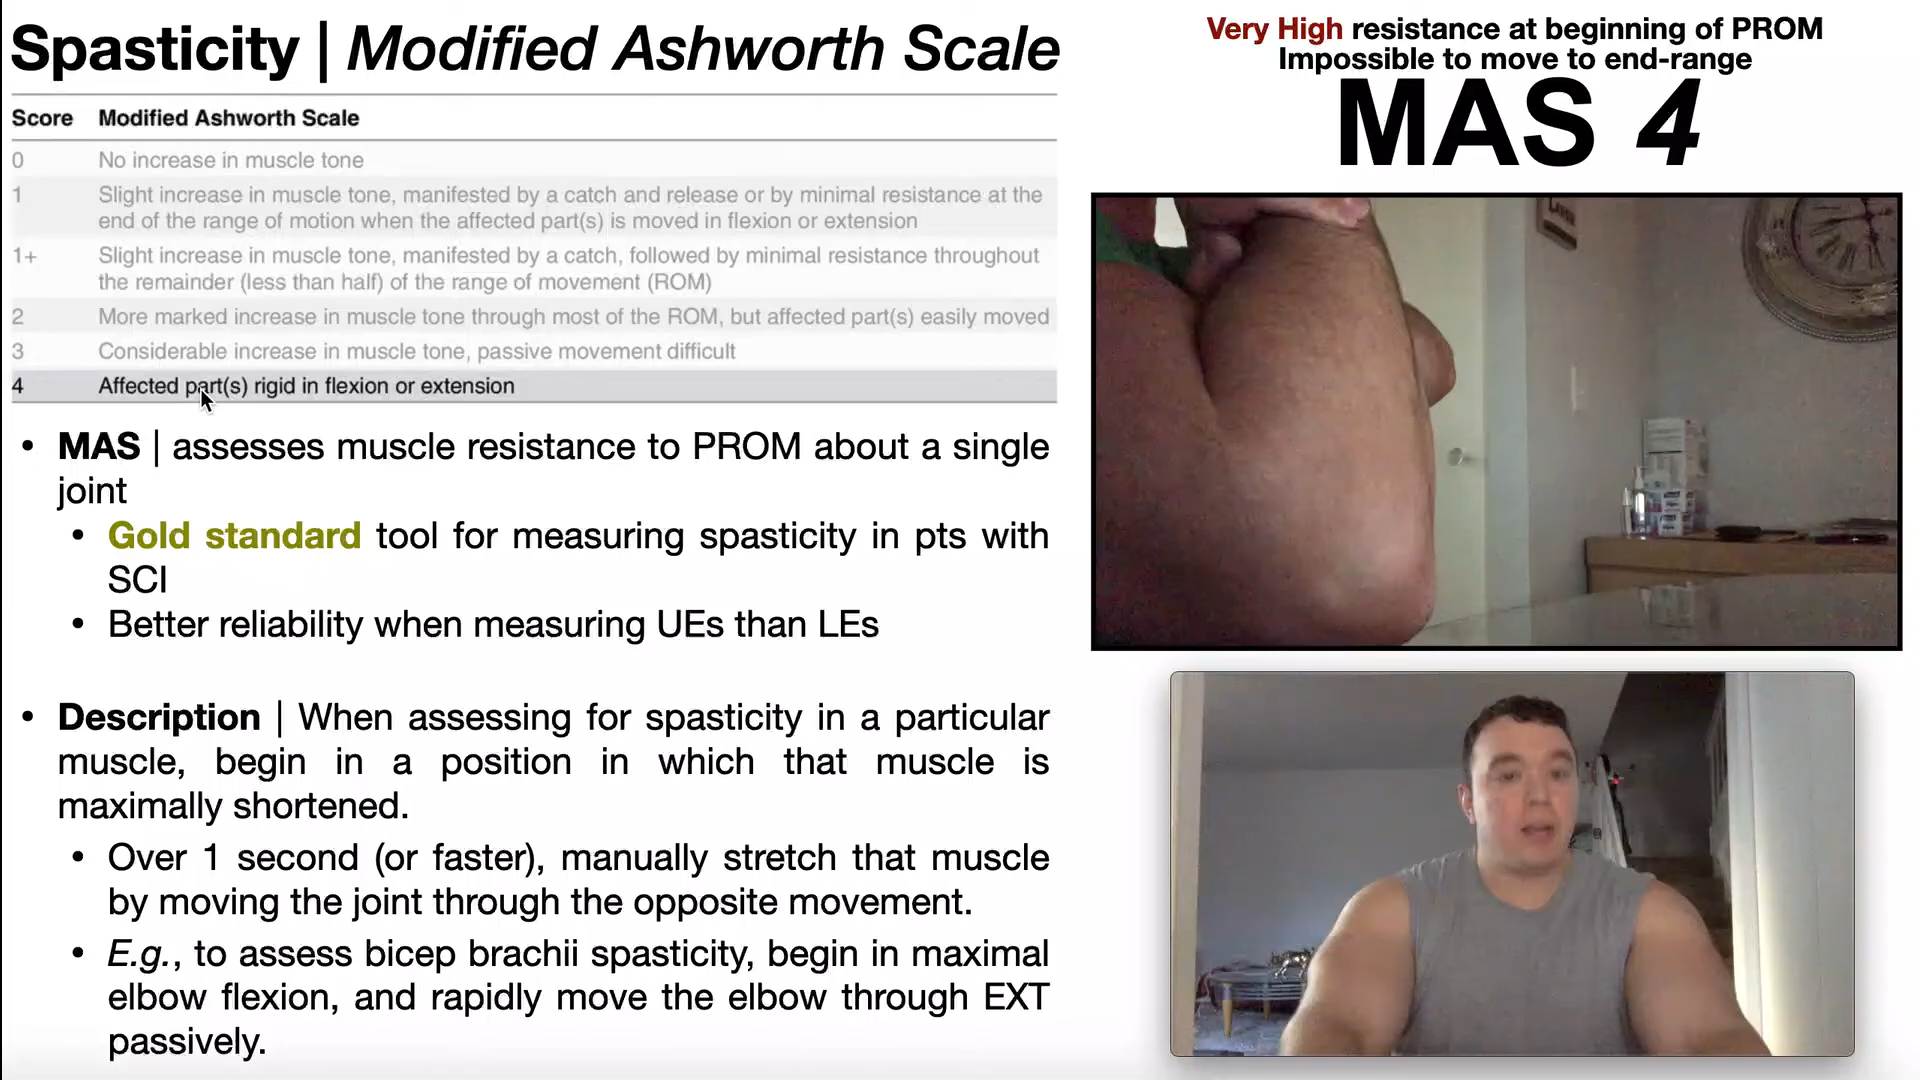 Spasticity | Modified Ashworth Scale
Score Modified Ashworth Scale
0 No increase in muscle tone
1 Slight increase in muscle tone, manifested by a catch and release or by minimal resistance at the
end of the range of motion when the affected part(s) is moved in flexion or extension
1+ Slight increase in muscle tone, manifested by a catch, followed by minimal resistance throughout
the remainder (less than half) of the range of movement (ROM)
2 More marked increase in muscle tone through most of the ROM, but affected part(s) easily moved
3 Considerable increase in muscle tone, passive movement difficult
4 Affected part(s) rigid in flexion or extension
• MAS | assesses muscle resistance to PROM about a single
joint
• Gold standard tool for measuring spasticity in pts with
SCI
• Better reliability when measuring UEs than LEs
• Description | When assessing for spasticity in a particular
muscle, begin in a position in which that muscle is
maximally shortened.
• Over 1 second (or faster), manually stretch that muscle
by moving the joint through the opposite movement.
• E.g., to assess bicep brachii spasticity, begin in maximal
elbow flexion, and rapidly move the elbow through EXT
passively.
Very High resistance at beginning of PROM
Impossible to move to end-range
MAS 4